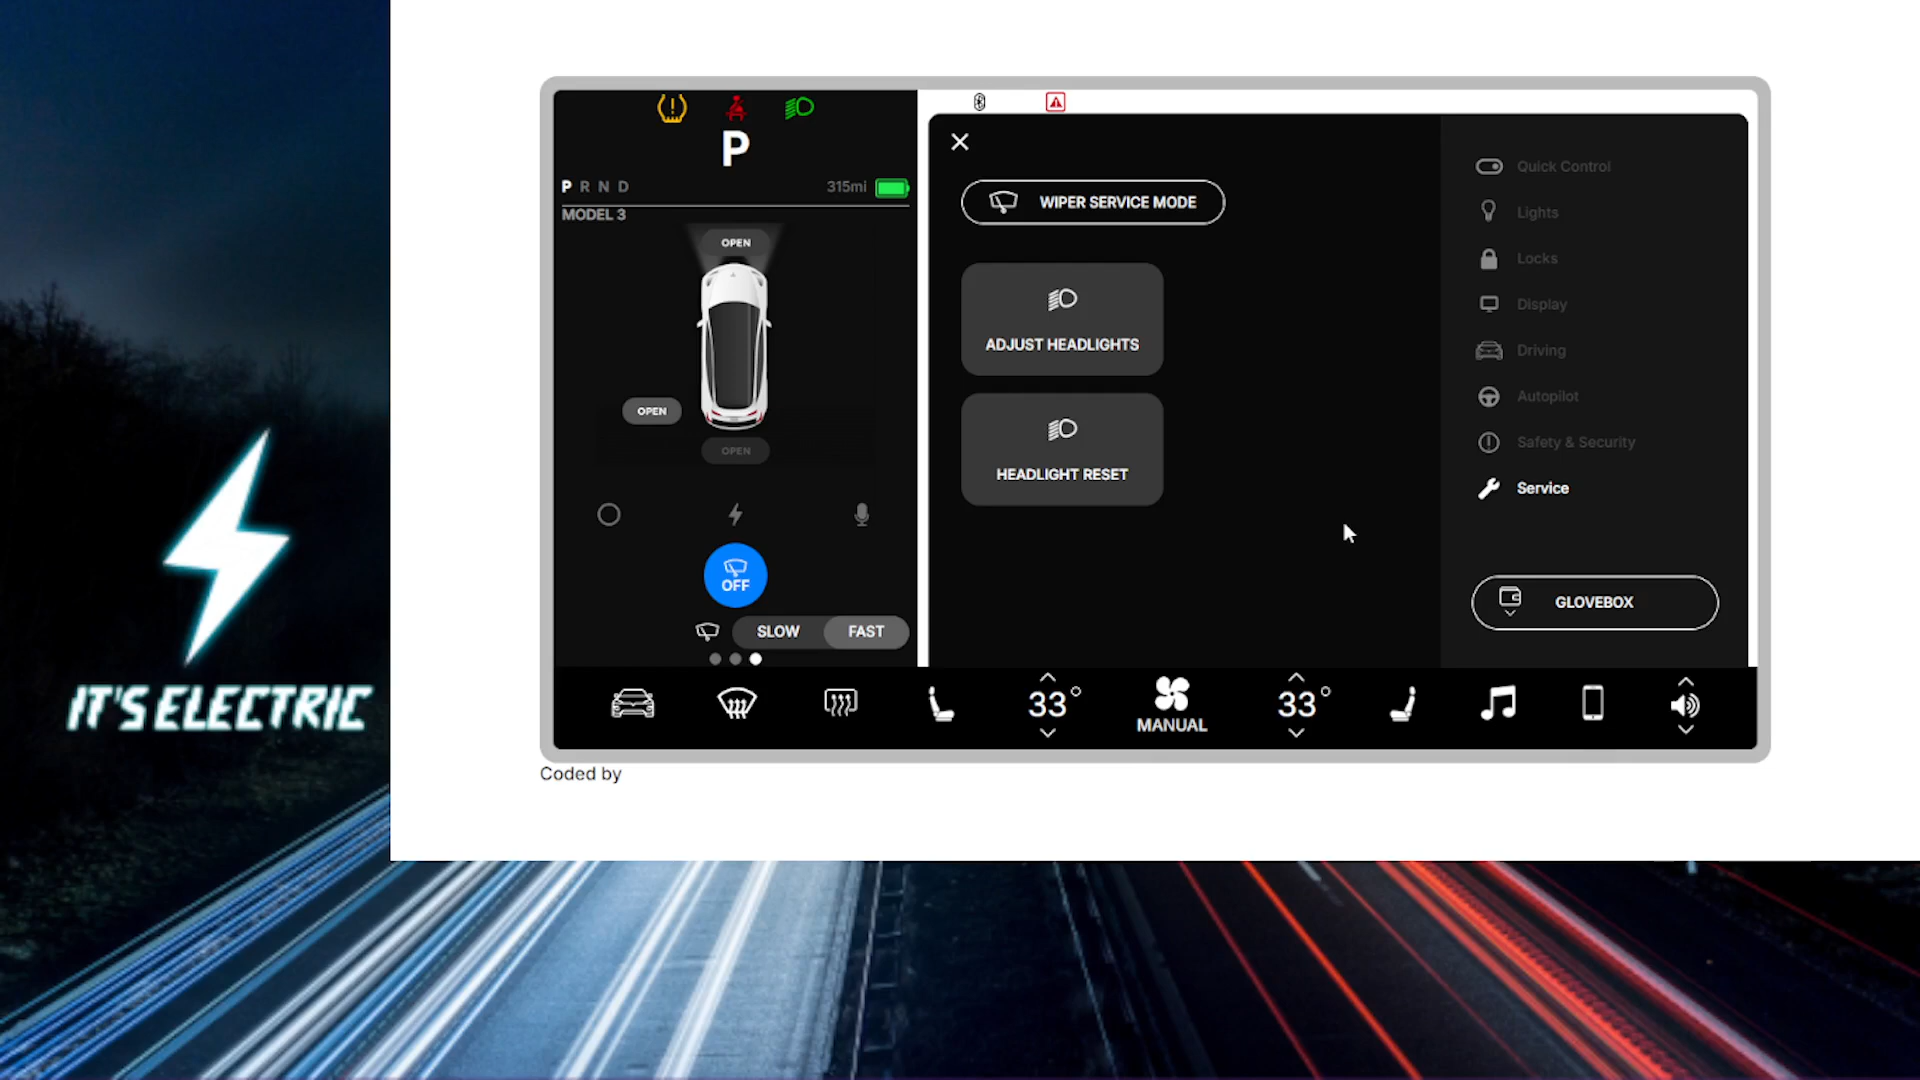 IT'S ELECTRIC
P
P R N D
315mi
MODEL 3
OPEN
OPEN
OPEN
OFF
SLOW
FAST
WIPER SERVICE MODE
ADJUST HEADLIGHTS
HEADLIGHT RESET
Quick Control
Lights
Locks
Display
Driving
Autopilot
Safety & Security
Service
GLOVEBOX
33°
MANUAL
33°
Coded by